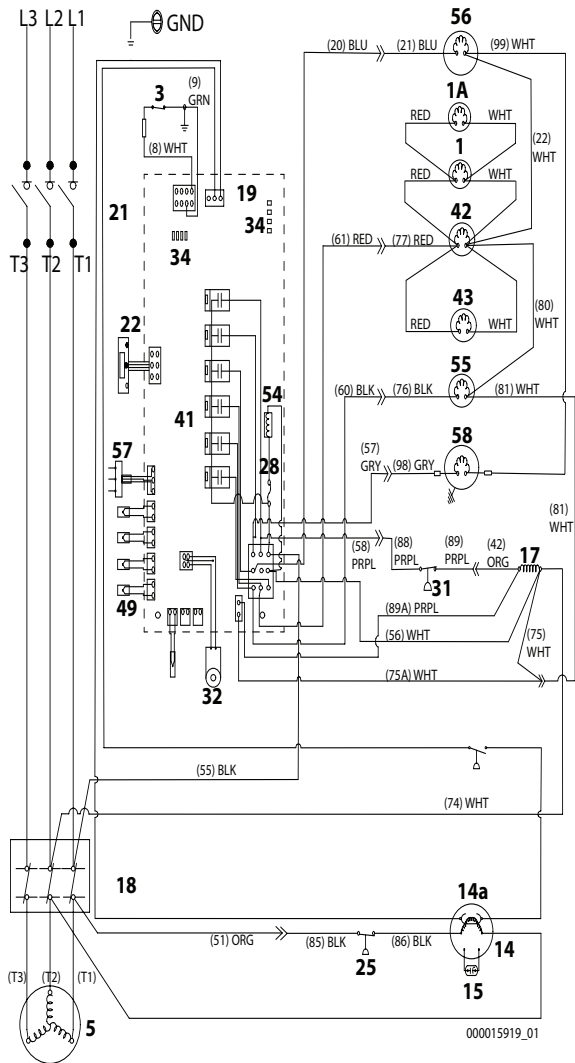 L3 L2 L1
GND
(20) BLU
(21) BLU
56
(99) WHT
3
(9)
GRN
1A
RED
WHT
(8) WHT
1
(22)
WHT
21
19
34
34
RED
WHT
42
(61) RED
(77) RED
T3 T2 T1
22
43
RED
WHT
(80)
WHT
55
(60) BLK
(76) BLK
(81) WHT
54
41
57
28
58
(57)
GRY
(98) GRY
(81)
WHT
(58)
PRPL
(88)
PRPL
(89)
PRPL
(42)
ORG
17
31
49
(89A) PRPL
(56) WHT
(75)
WHT
32
(75A) WHT
(55) BLK
(74) WHT
18
14a
(51) ORG
(85) BLK
(86) BLK
14
25
15
(T3) (T2) (T1)
5
000015919_01